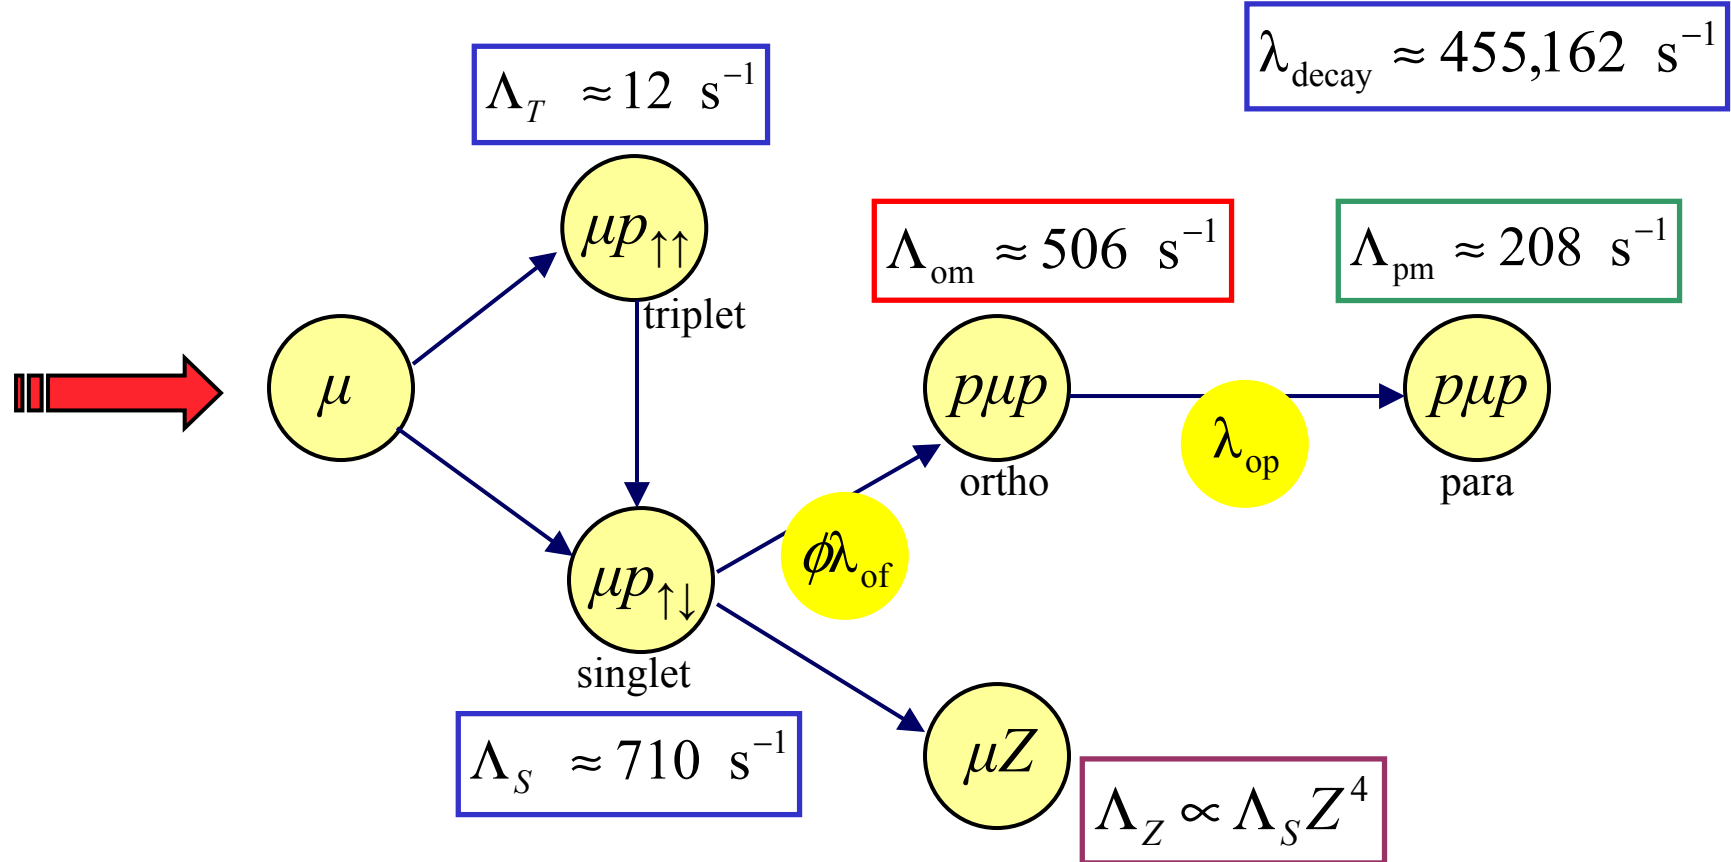 λ_decay ≈ 455,162 s⁻¹
Λ_T ≈ 12 s⁻¹
μp↑↑
triplet
Λ_om ≈ 506 s⁻¹
Λ_pm ≈ 208 s⁻¹
μ
pμp
ortho
λ_op
pμp
para
ϕλ_of
μp↑↓
singlet
Λ_S ≈ 710 s⁻¹
μZ
Λ_Z ∝ Λ_S Z⁴